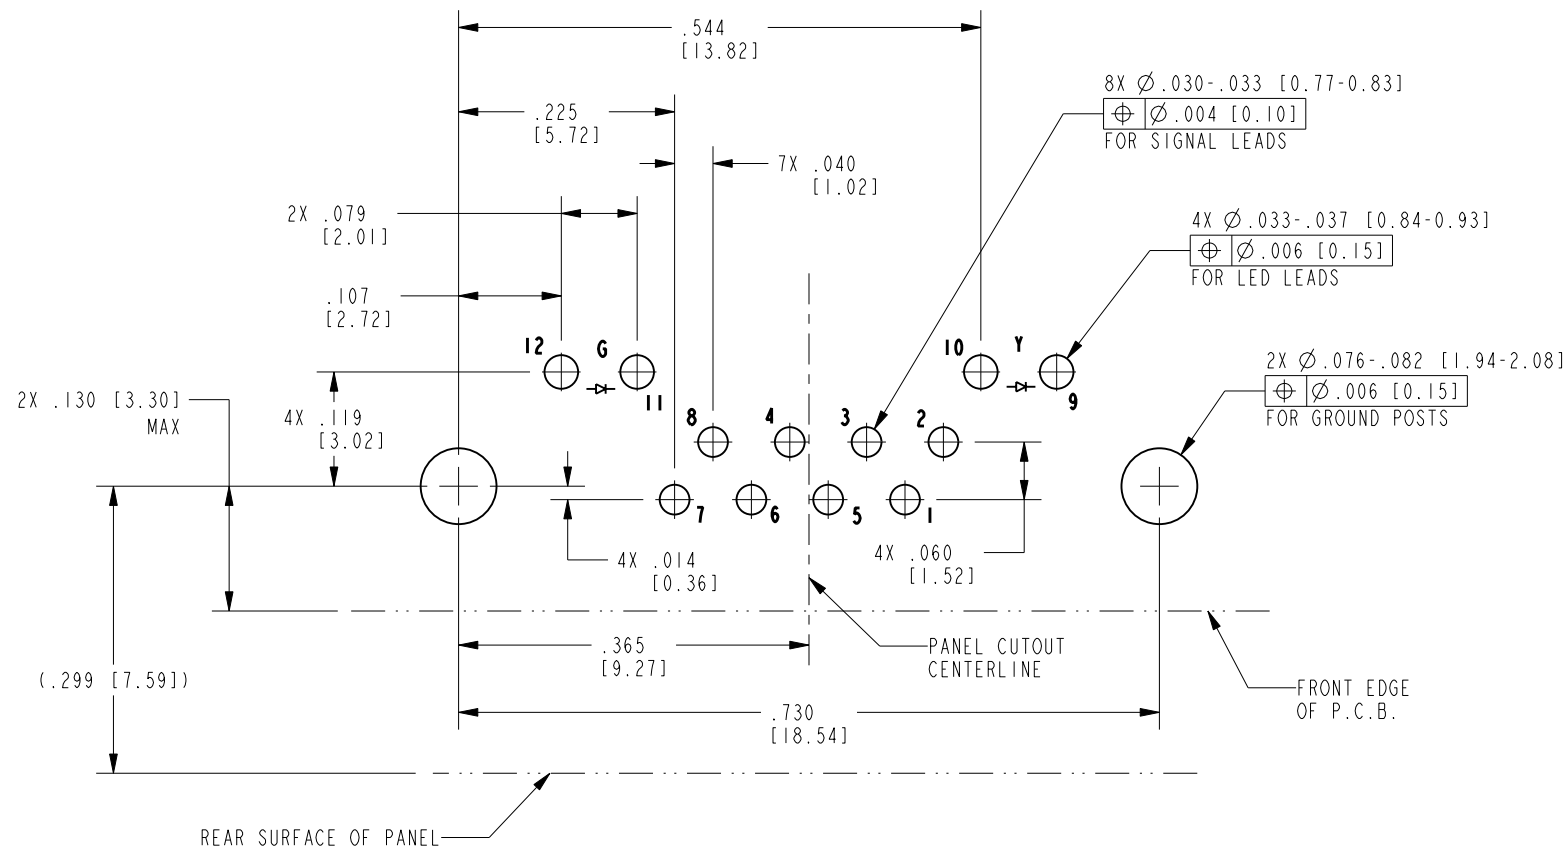 .544
[13.82]
8X Ø .030-.033 [0.77-0.83]
⌖ Ø .004 [0.10]
FOR SIGNAL LEADS
.225
[5.72]
7X .040
[1.02]
2X .079
[2.01]
4X Ø .033-.037 [0.84-0.93]
⌖ Ø .006 [0.15]
FOR LED LEADS
.107
[2.72]
12 G 11
10 Y 9
2X Ø .076-.082 [1.94-2.08]
⌖ Ø .006 [0.15]
FOR GROUND POSTS
2X .130 [3.30]
MAX
4X .119
[3.02]
8 4 3 2
7 6 5 1
4X .014
[0.36]
4X .060
[1.52]
.365
[9.27]
PANEL CUTOUT
CENTERLINE
(.299 [7.59])
FRONT EDGE
OF P.C.B.
.730
[18.54]
REAR SURFACE OF PANEL